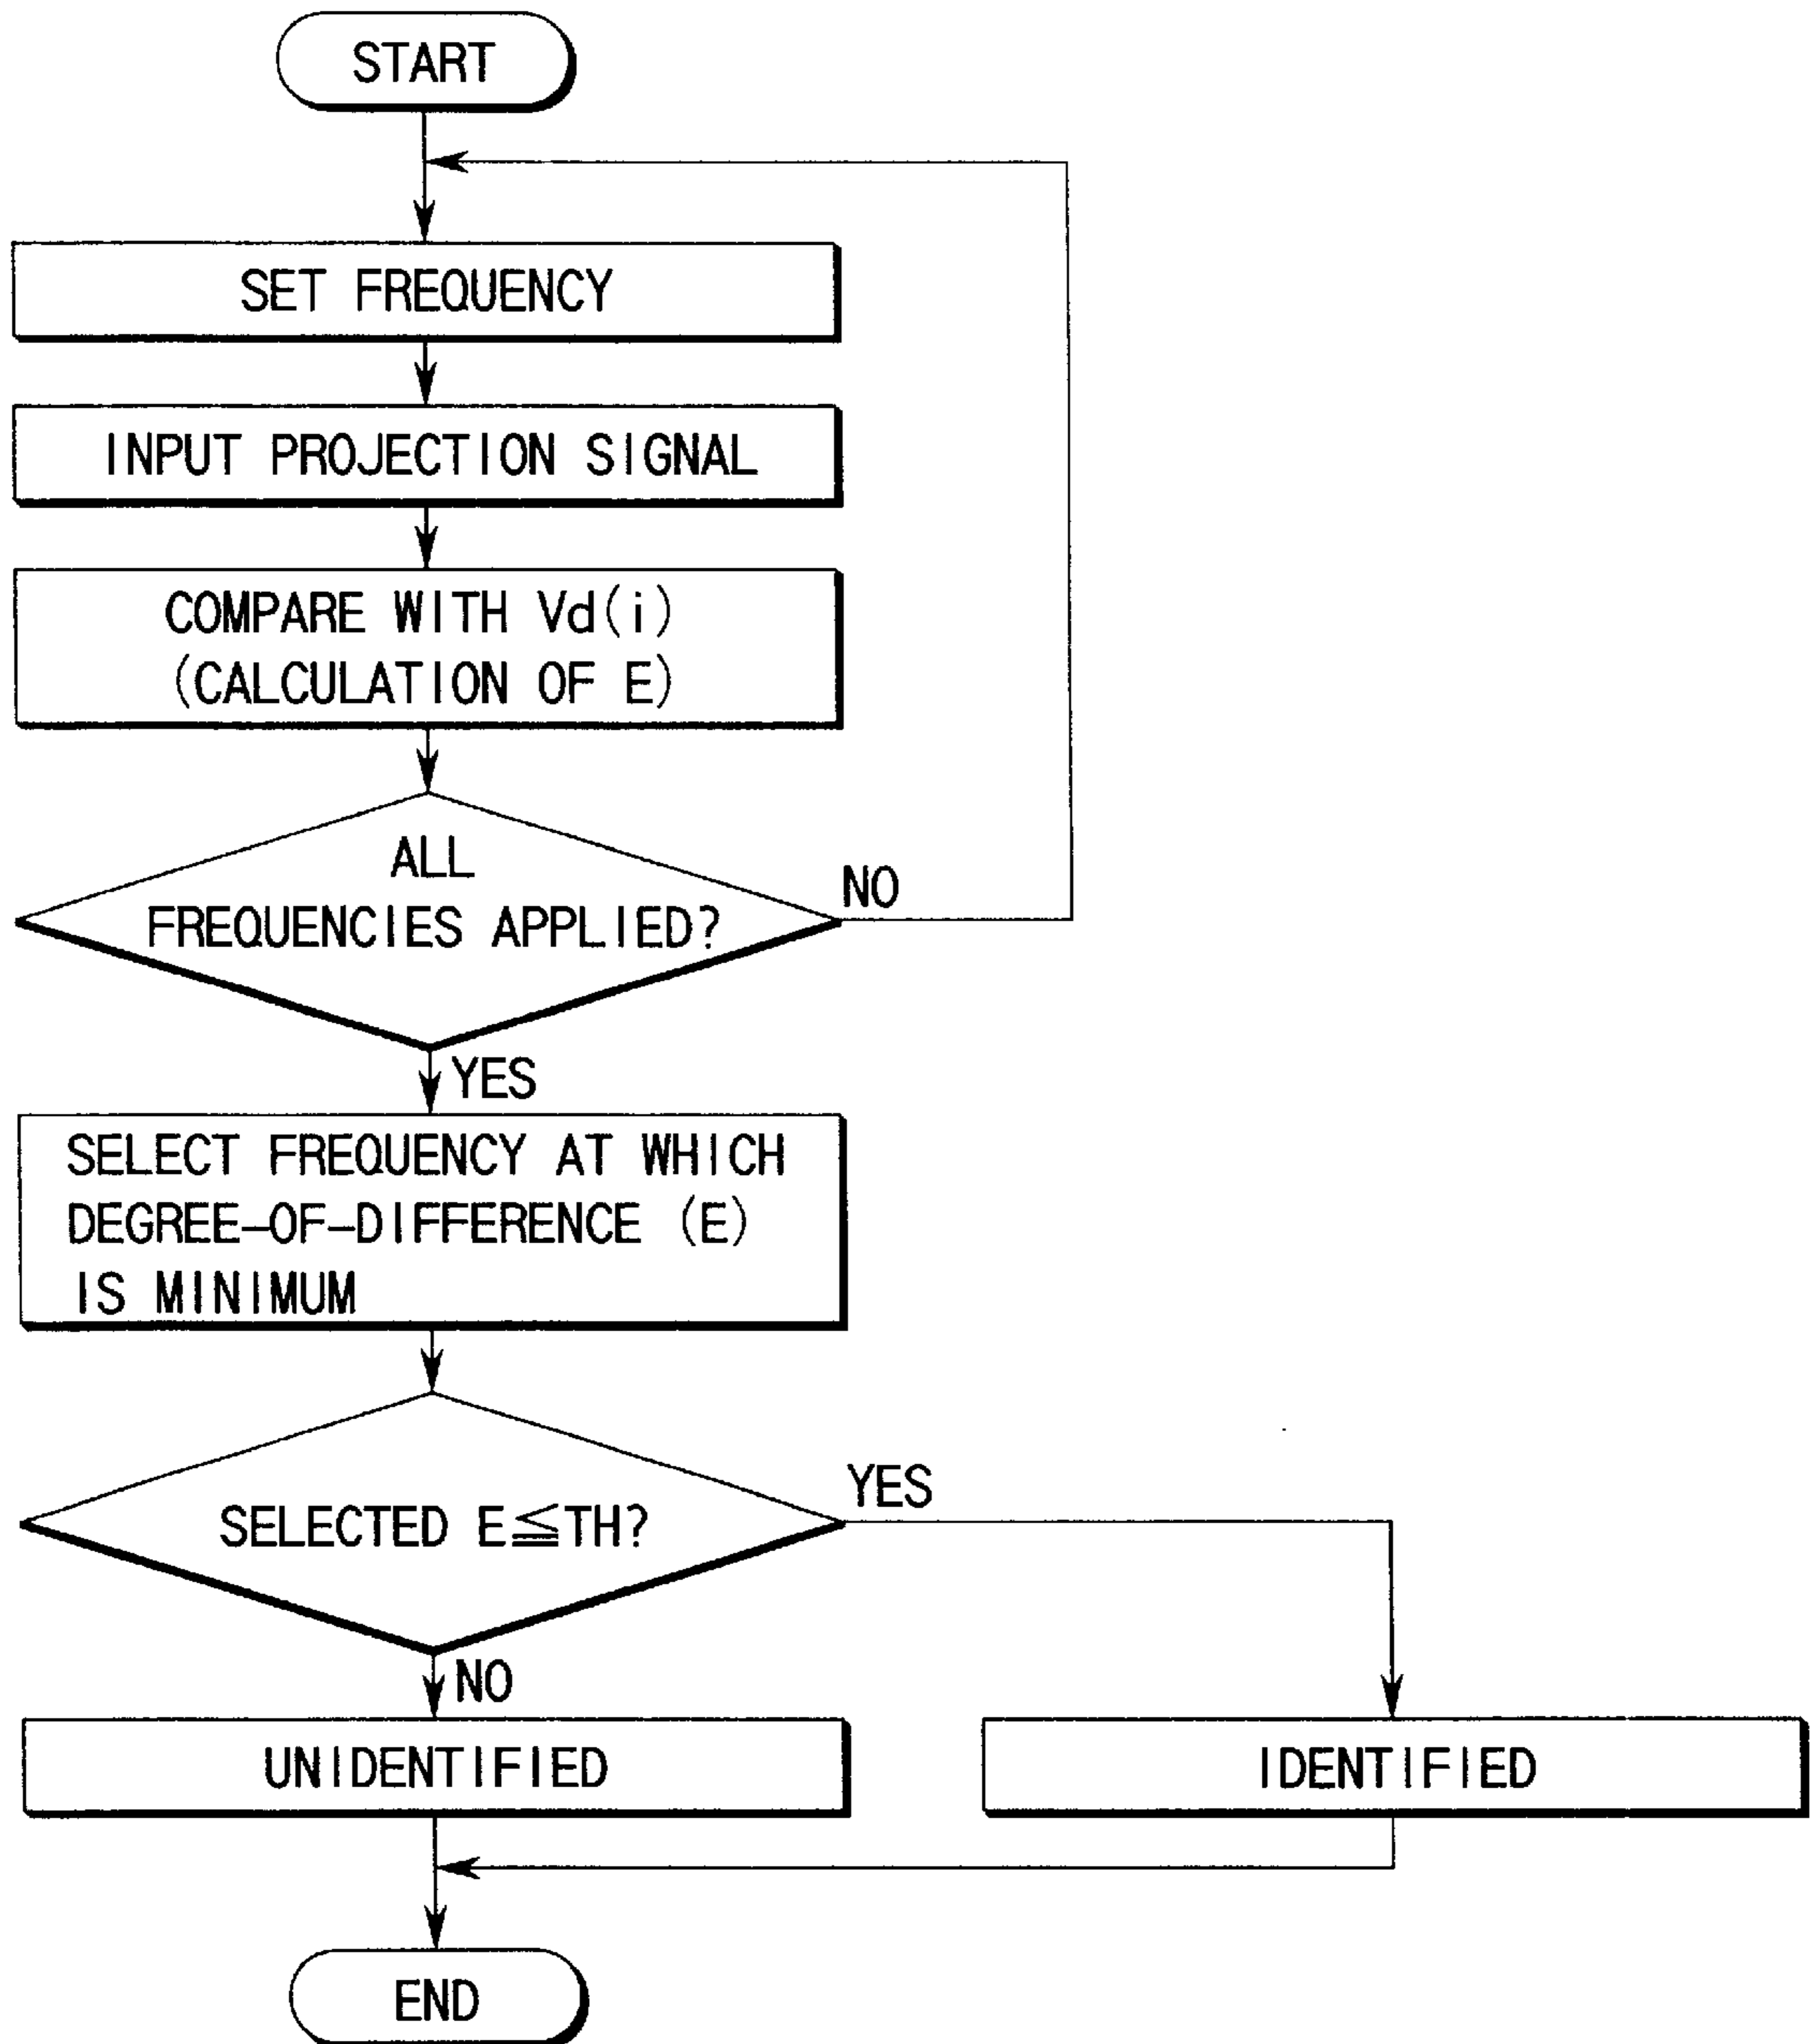 START
SET FREQUENCY
INPUT PROJECTION SIGNAL
COMPARE WITH Vd(i)
(CALCULATION OF E)
ALL
FREQUENCIES APPLIED?
NO
YES
SELECT FREQUENCY AT WHICH
DEGREE-OF-DIFFERENCE (E)
IS MINIMUM
SELECTED E≦TH?
YES
NO
UNIDENTIFIED
IDENTIFIED
END